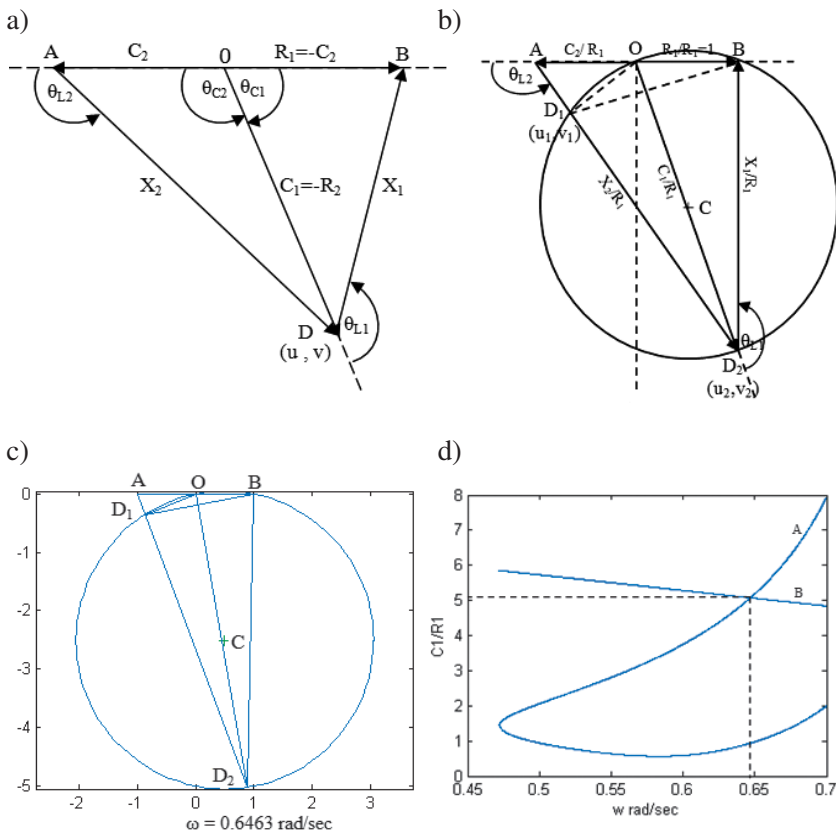 a)
A C₂ 0 R₁=-C₂ B
θL2 θC2 θC1
X₂ C₁=-R₂ X₁
D
(u , v)
θL1
b)
A C₂/R₁ O R₁/R₁=1 B
θL2
D₁
(u₁,v₁)
X₂/R₁ C₁/R₁ C X₁/R₁
θL1
D₂
(u₂,v₂)
c)
A O B
D₁
C
D₂
0
-1
-2
-3
-4
-5
-2 -1 0 1 2 3
ω = 0.6463 rad/sec
d)
8
7
6
5
4
3
2
1
0
C1/R1
A
B
0.45 0.5 0.55 0.6 0.65 0.7
w rad/sec